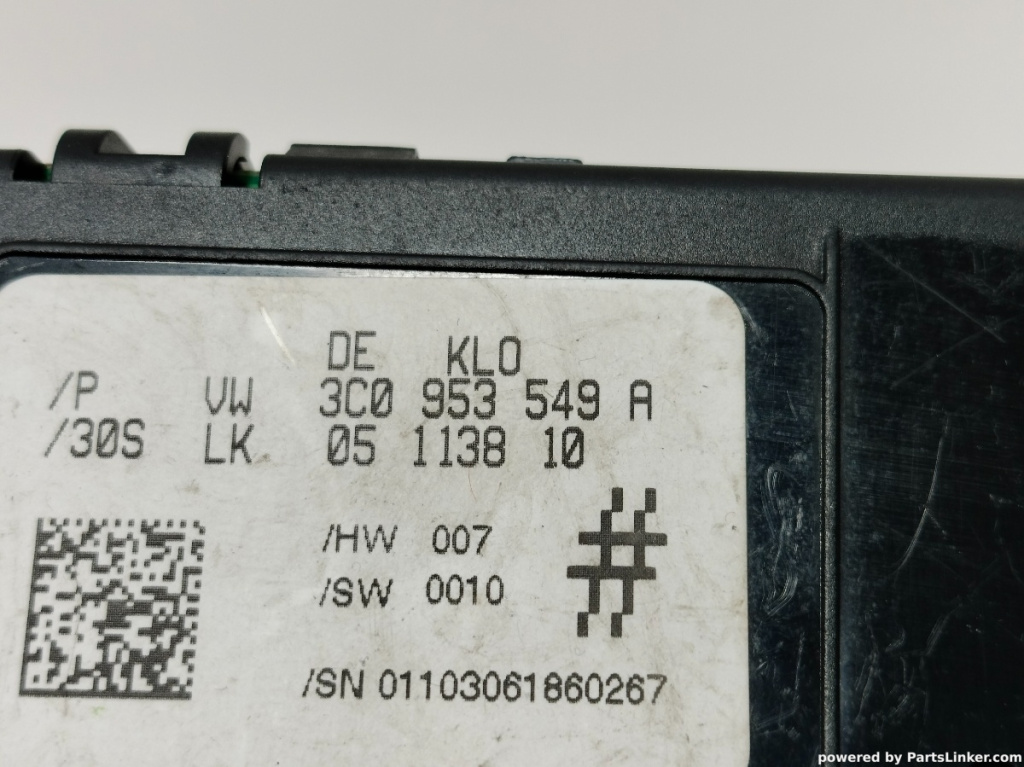 DE KLO
/P VW 3C0 953 549 A
/30S LK 05 1138 10
/HW 007
/SW 0010
/SN 01103061860267
powered by PartsLinker.com